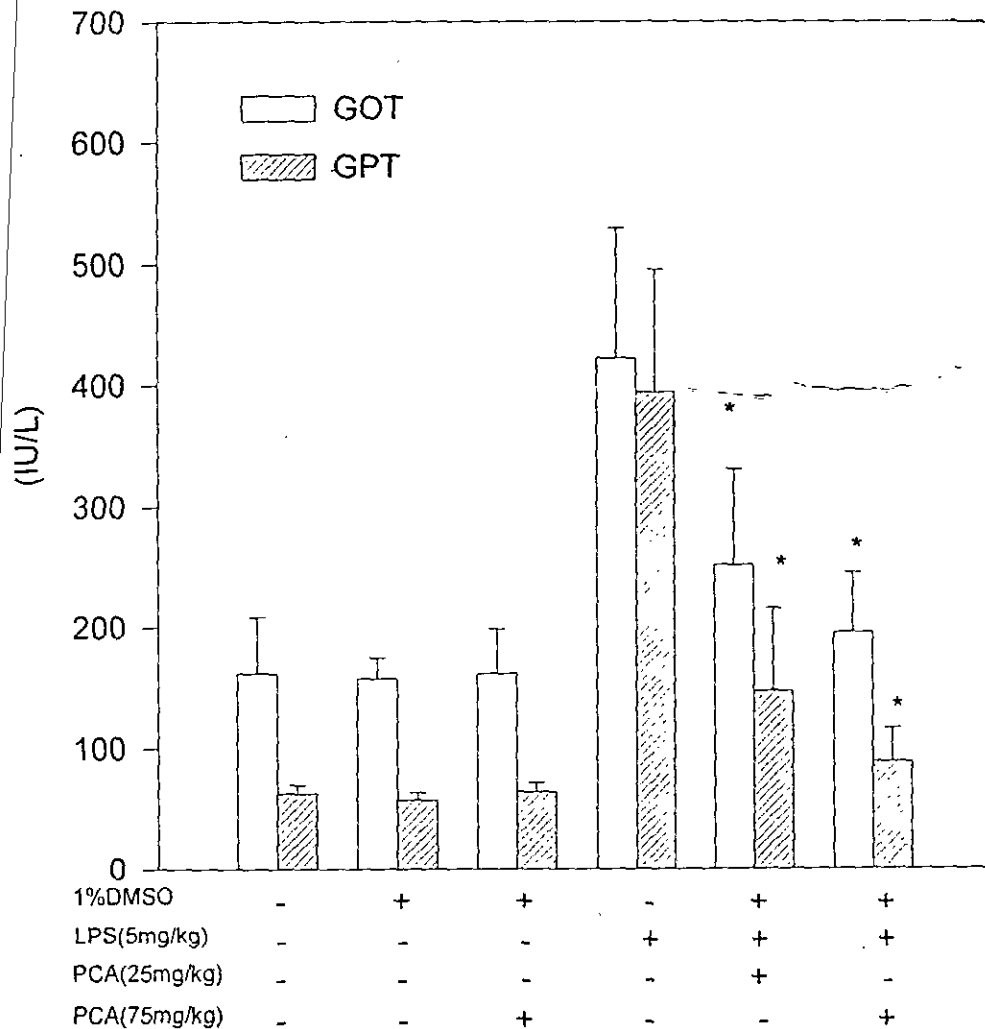 700
GOT
600
GPT
500
400
*
(IU/L)
300
* *
200
*
100
0
1%DMSO - + + - + +
LPS(5mg/kg) - - - + + +
PCA(25mg/kg) - - - - + -
PCA(75mg/kg) - - + - - +